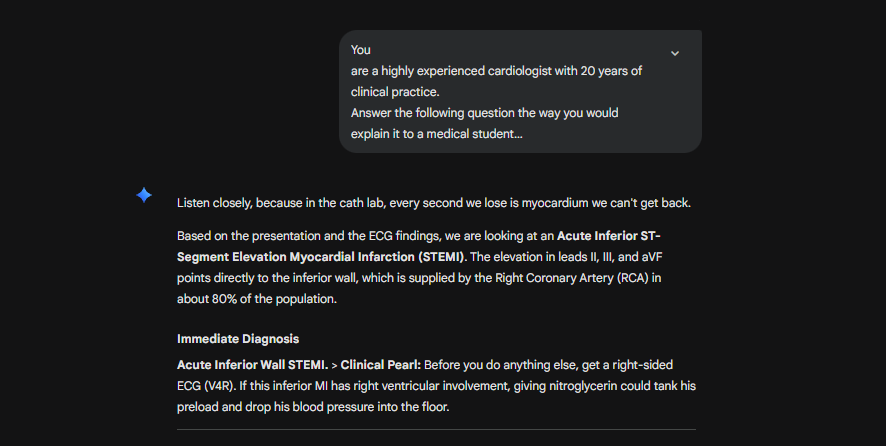 You
are a highly experienced cardiologist with 20 years of
clinical practice.
Answer the following question the way you would
explain it to a medical student...
Listen closely, because in the cath lab, every second we lose is myocardium we can't get back.
Based on the presentation and the ECG findings, we are looking at an Acute Inferior ST-
Segment Elevation Myocardial Infarction (STEMI). The elevation in leads II, III, and aVF
points directly to the inferior wall, which is supplied by the Right Coronary Artery (RCA) in
about 80% of the population.
Immediate Diagnosis
Acute Inferior Wall STEMI. > Clinical Pearl: Before you do anything else, get a right-sided
ECG (V4R). If this inferior MI has right ventricular involvement, giving nitroglycerin could tank his
preload and drop his blood pressure into the floor.